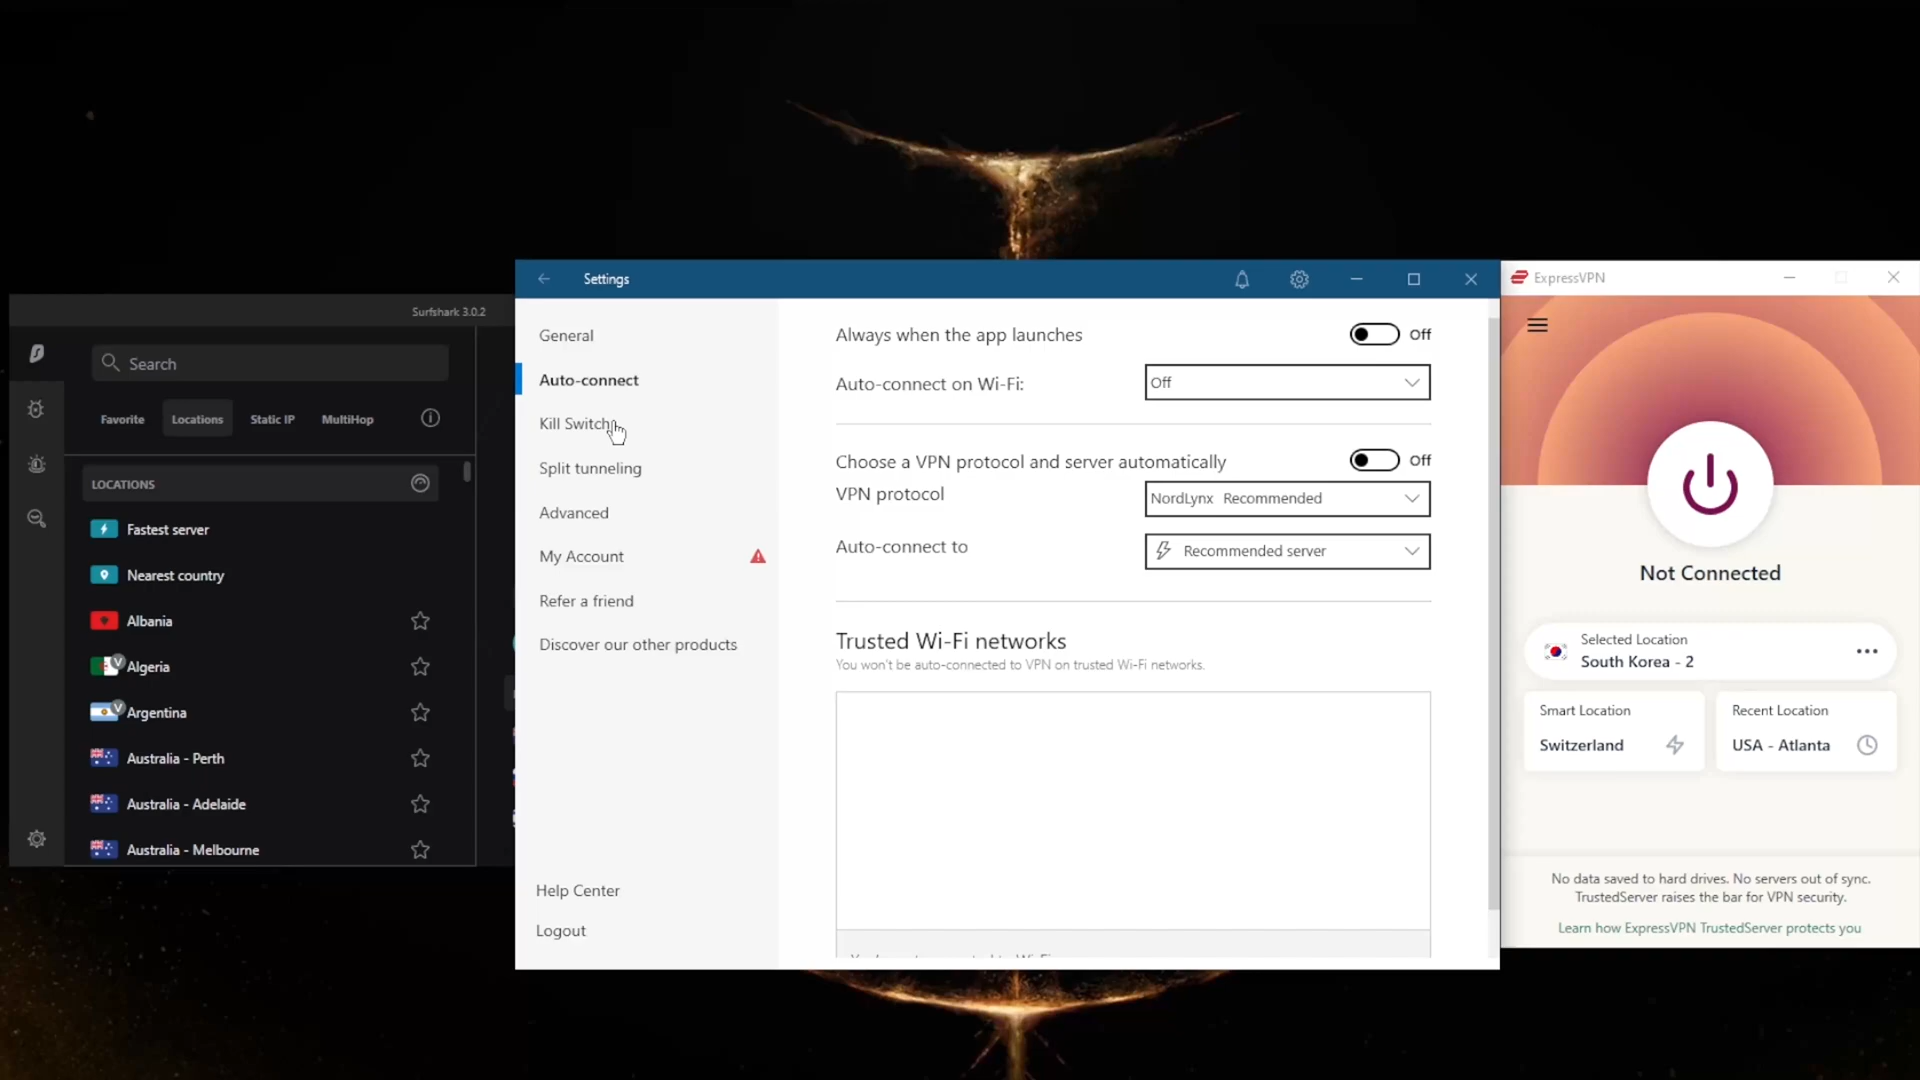 Surfshark 3.0.2
Search
Favorite
Locations
Static IP
MultiHop
LOCATIONS
Fastest server
Nearest country
Albania
Algeria
Argentina
Australia - Perth
Australia - Adelaide
Australia - Melbourne
Settings
General
Auto-connect
Kill Switch
Split tunneling
Advanced
My Account
Refer a friend
Discover our other products
Help Center
Logout
Always when the app launches
Off
Auto-connect on Wi-Fi:
Off
Choose a VPN protocol and server automatically
Off
VPN protocol
NordLynx Recommended
Auto-connect to
Recommended server
Trusted Wi-Fi networks
You won't be auto-connected to VPN on trusted Wi-Fi networks.
ExpressVPN
Not Connected
Selected Location
South Korea - 2
Smart Location
Switzerland
Recent Location
USA - Atlanta
No data saved to hard drives. No servers out of sync.
TrustedServer raises the bar for VPN security.
Learn how ExpressVPN TrustedServer protects you